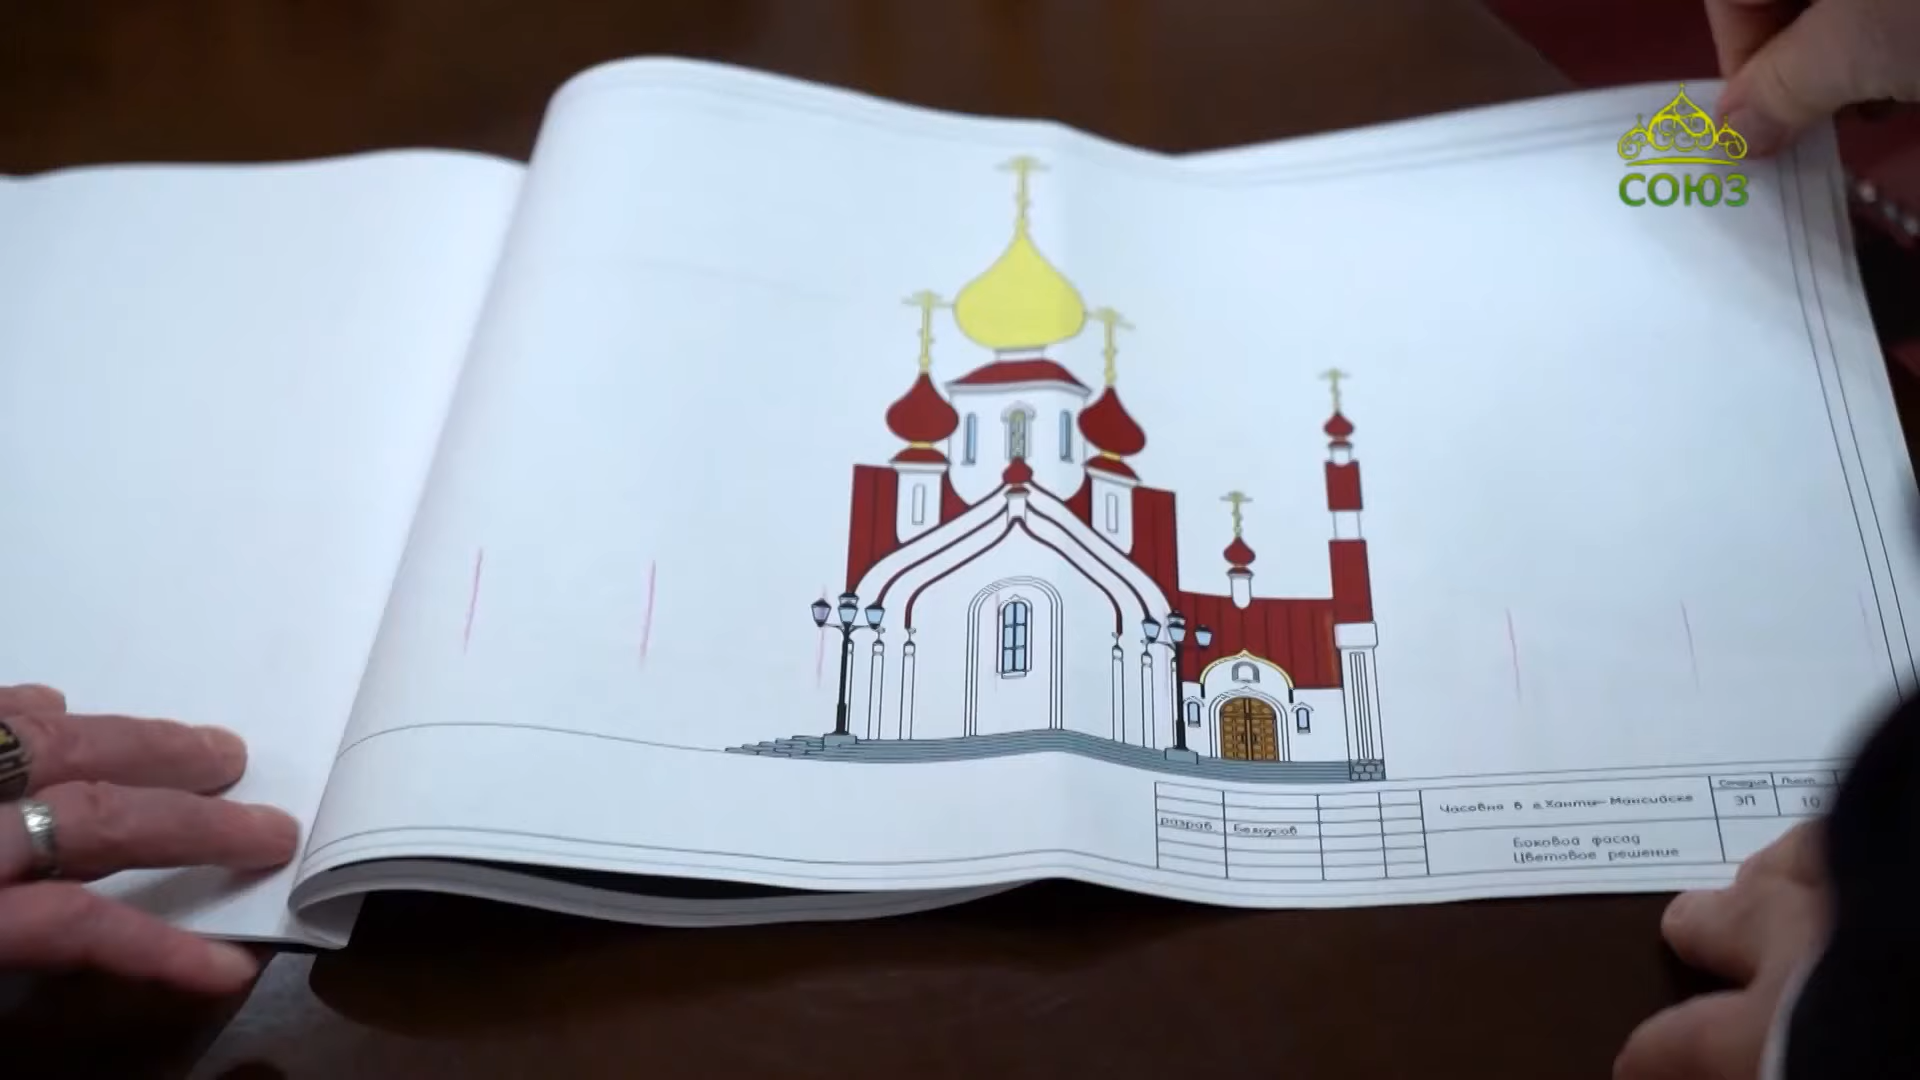 СОЮЗ
Часовня в г.Ханты-Мансийске
Стадия Лист
ЭП 10
разраб. Белоусов
Боковой фасад
Цветовое решение